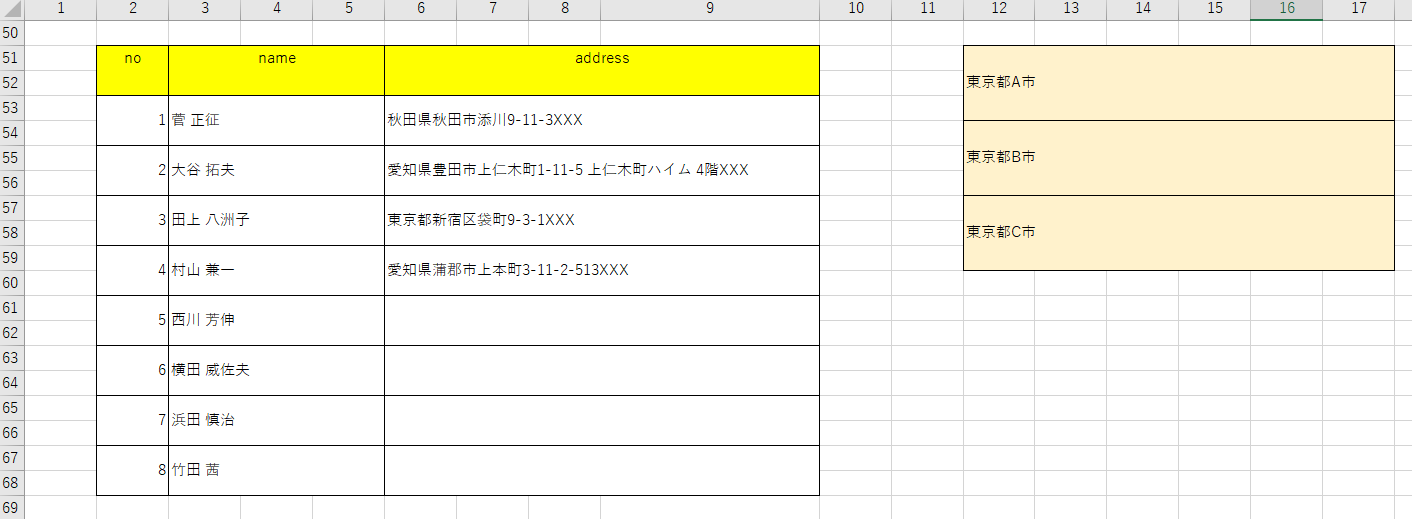 1 2 3 4 5 6 7 8 9 10 11 12 13 14 15 16 17
50
51 no name address
52 東京都A市
53
1 菅 正征 秋田県秋田市添川9-11-3XXX
54
55 東京都B市
2 大谷 拓夫 愛知県豊田市上仁木町1-11-5 上仁木町ハイム 4階XXX
56
57
3 田上 八洲子 東京都新宿区袋町9-3-1XXX
58 東京都C市
59
4 村山 兼一 愛知県蒲郡市上本町3-11-2-513XXX
60
61
5 西川 芳伸
62
63
6 横田 威佐夫
64
65
7 浜田 慎治
66
67
8 竹田 茜
68
69